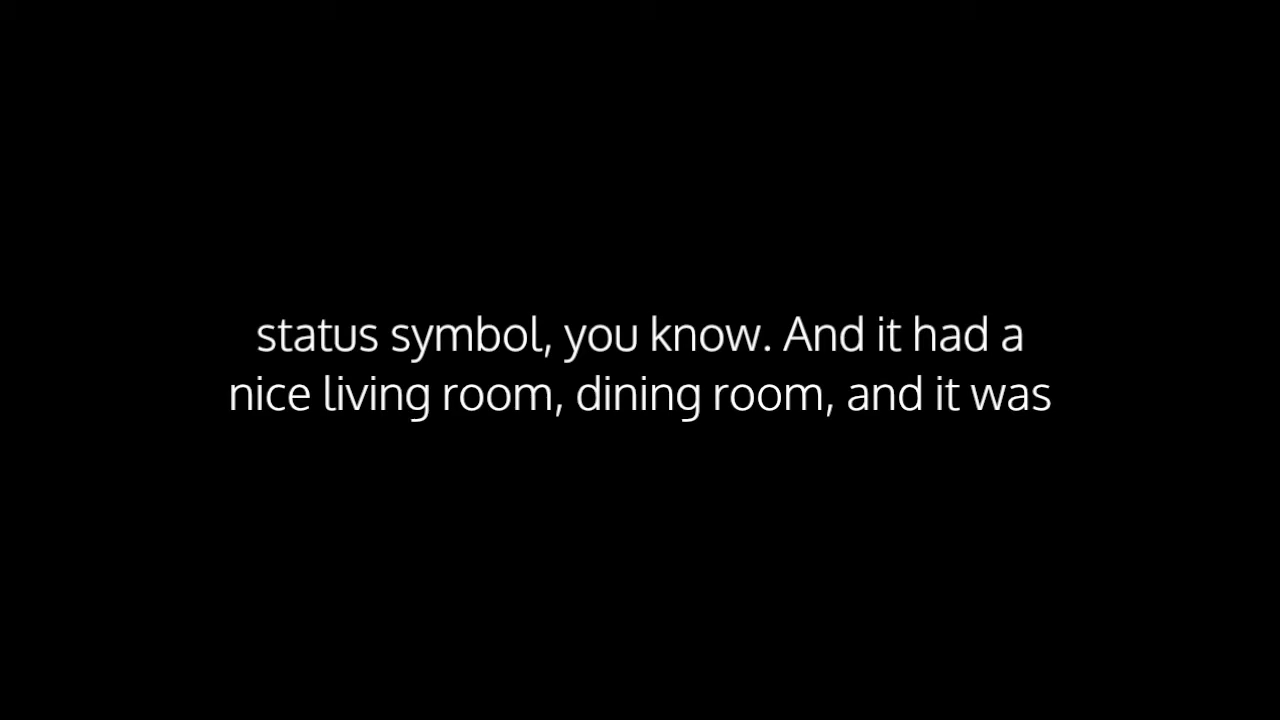 status symbol, you know. And it had a
nice living room, dining room, and it was